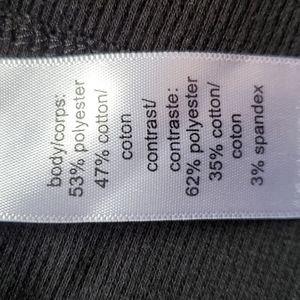 body/corps:
53% polyester
47% cotton/
coton
contrast/
contraste:
62% polyester
35% cotton/
coton
3% spandex